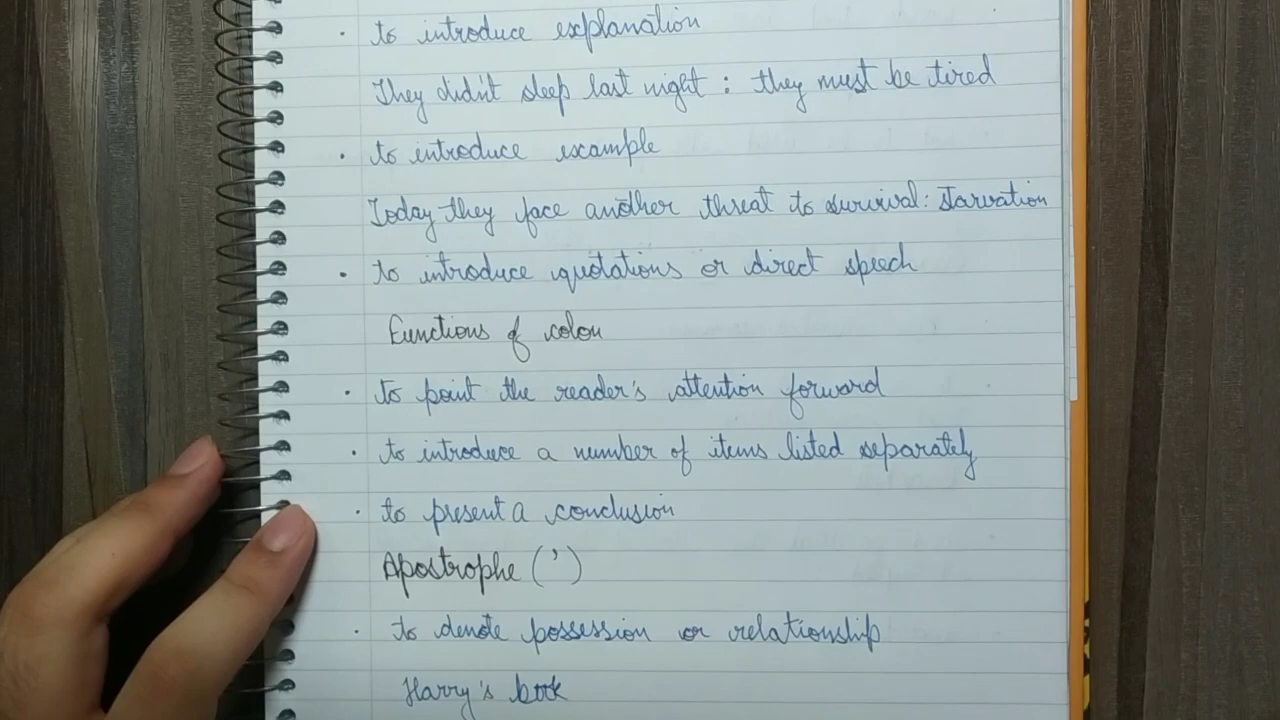 · to introduce explanation
They didn't sleep last night : they must be tired
· to introduce example
Today they face another threat to survival: starvation
· to introduce quotations or direct speech
Functions of colon
· to point the reader's attention forward
· to introduce a number of items listed separately
· to present a conclusion
Apostrophe (')
· to denote possession or relationship
Harry's book